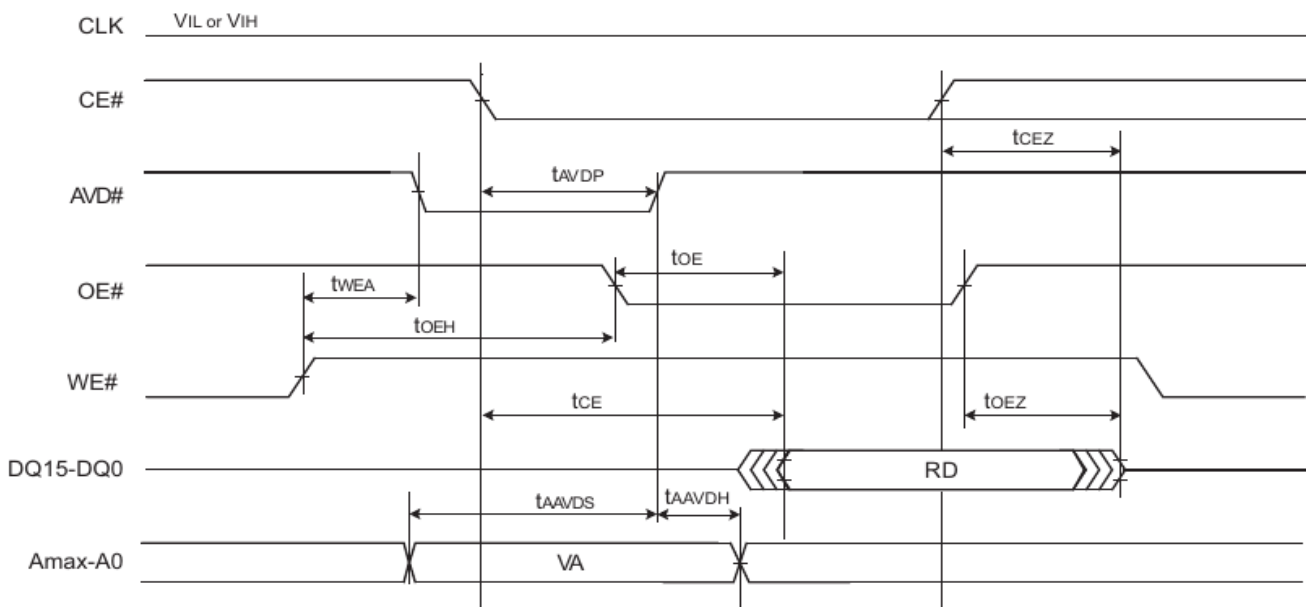 CLK VIL or VIH
CE#
tCEZ
AVD# tAVDP
OE# tWEA tOE
tOEH
WE#
tCE tOEZ
DQ15-DQ0 RD
tAAVDS tAAVDH
Amax-A0 VA